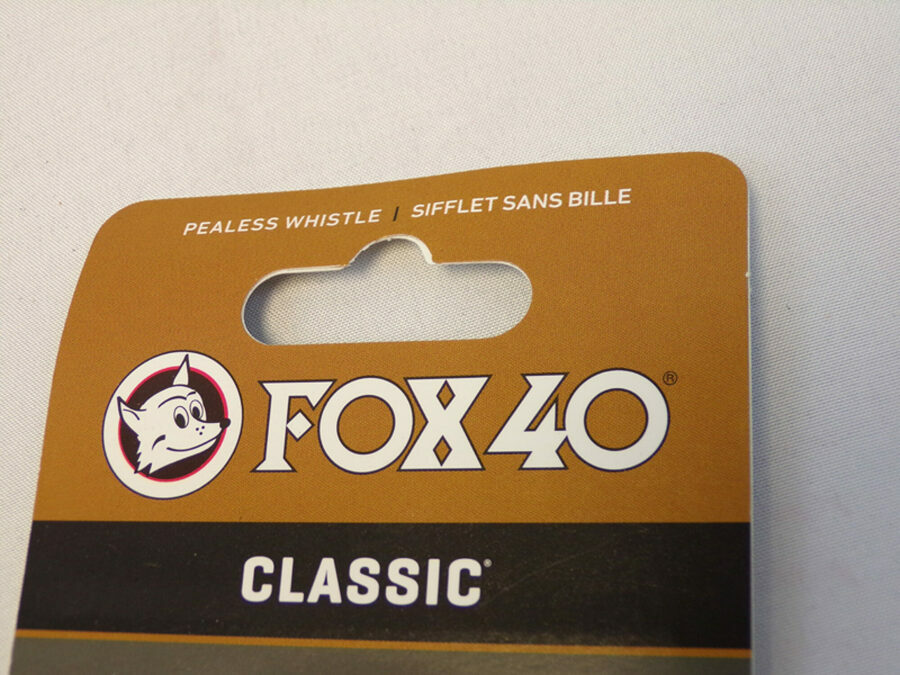 PEALESS WHISTLE / SIFFLET SANS BILLE
FOX 40®
CLASSIC®